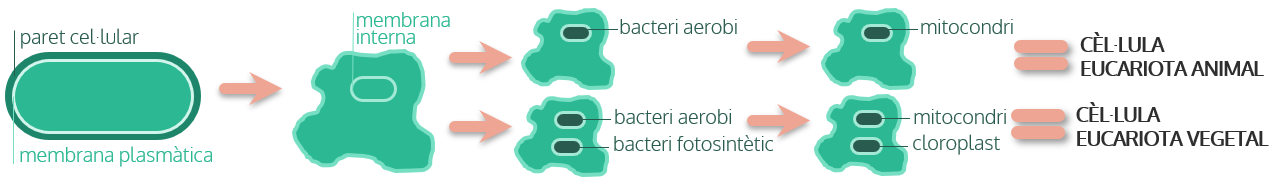 paret cel·lular
membrana plasmàtica
membrana
interna
bacteri aerobi
mitocondri
CÈL·LULA
EUCARIOTA ANIMAL
bacteri aerobi
bacteri fotosintètic
mitocondri
cloroplast
CÈL·LULA
EUCARIOTA VEGETAL